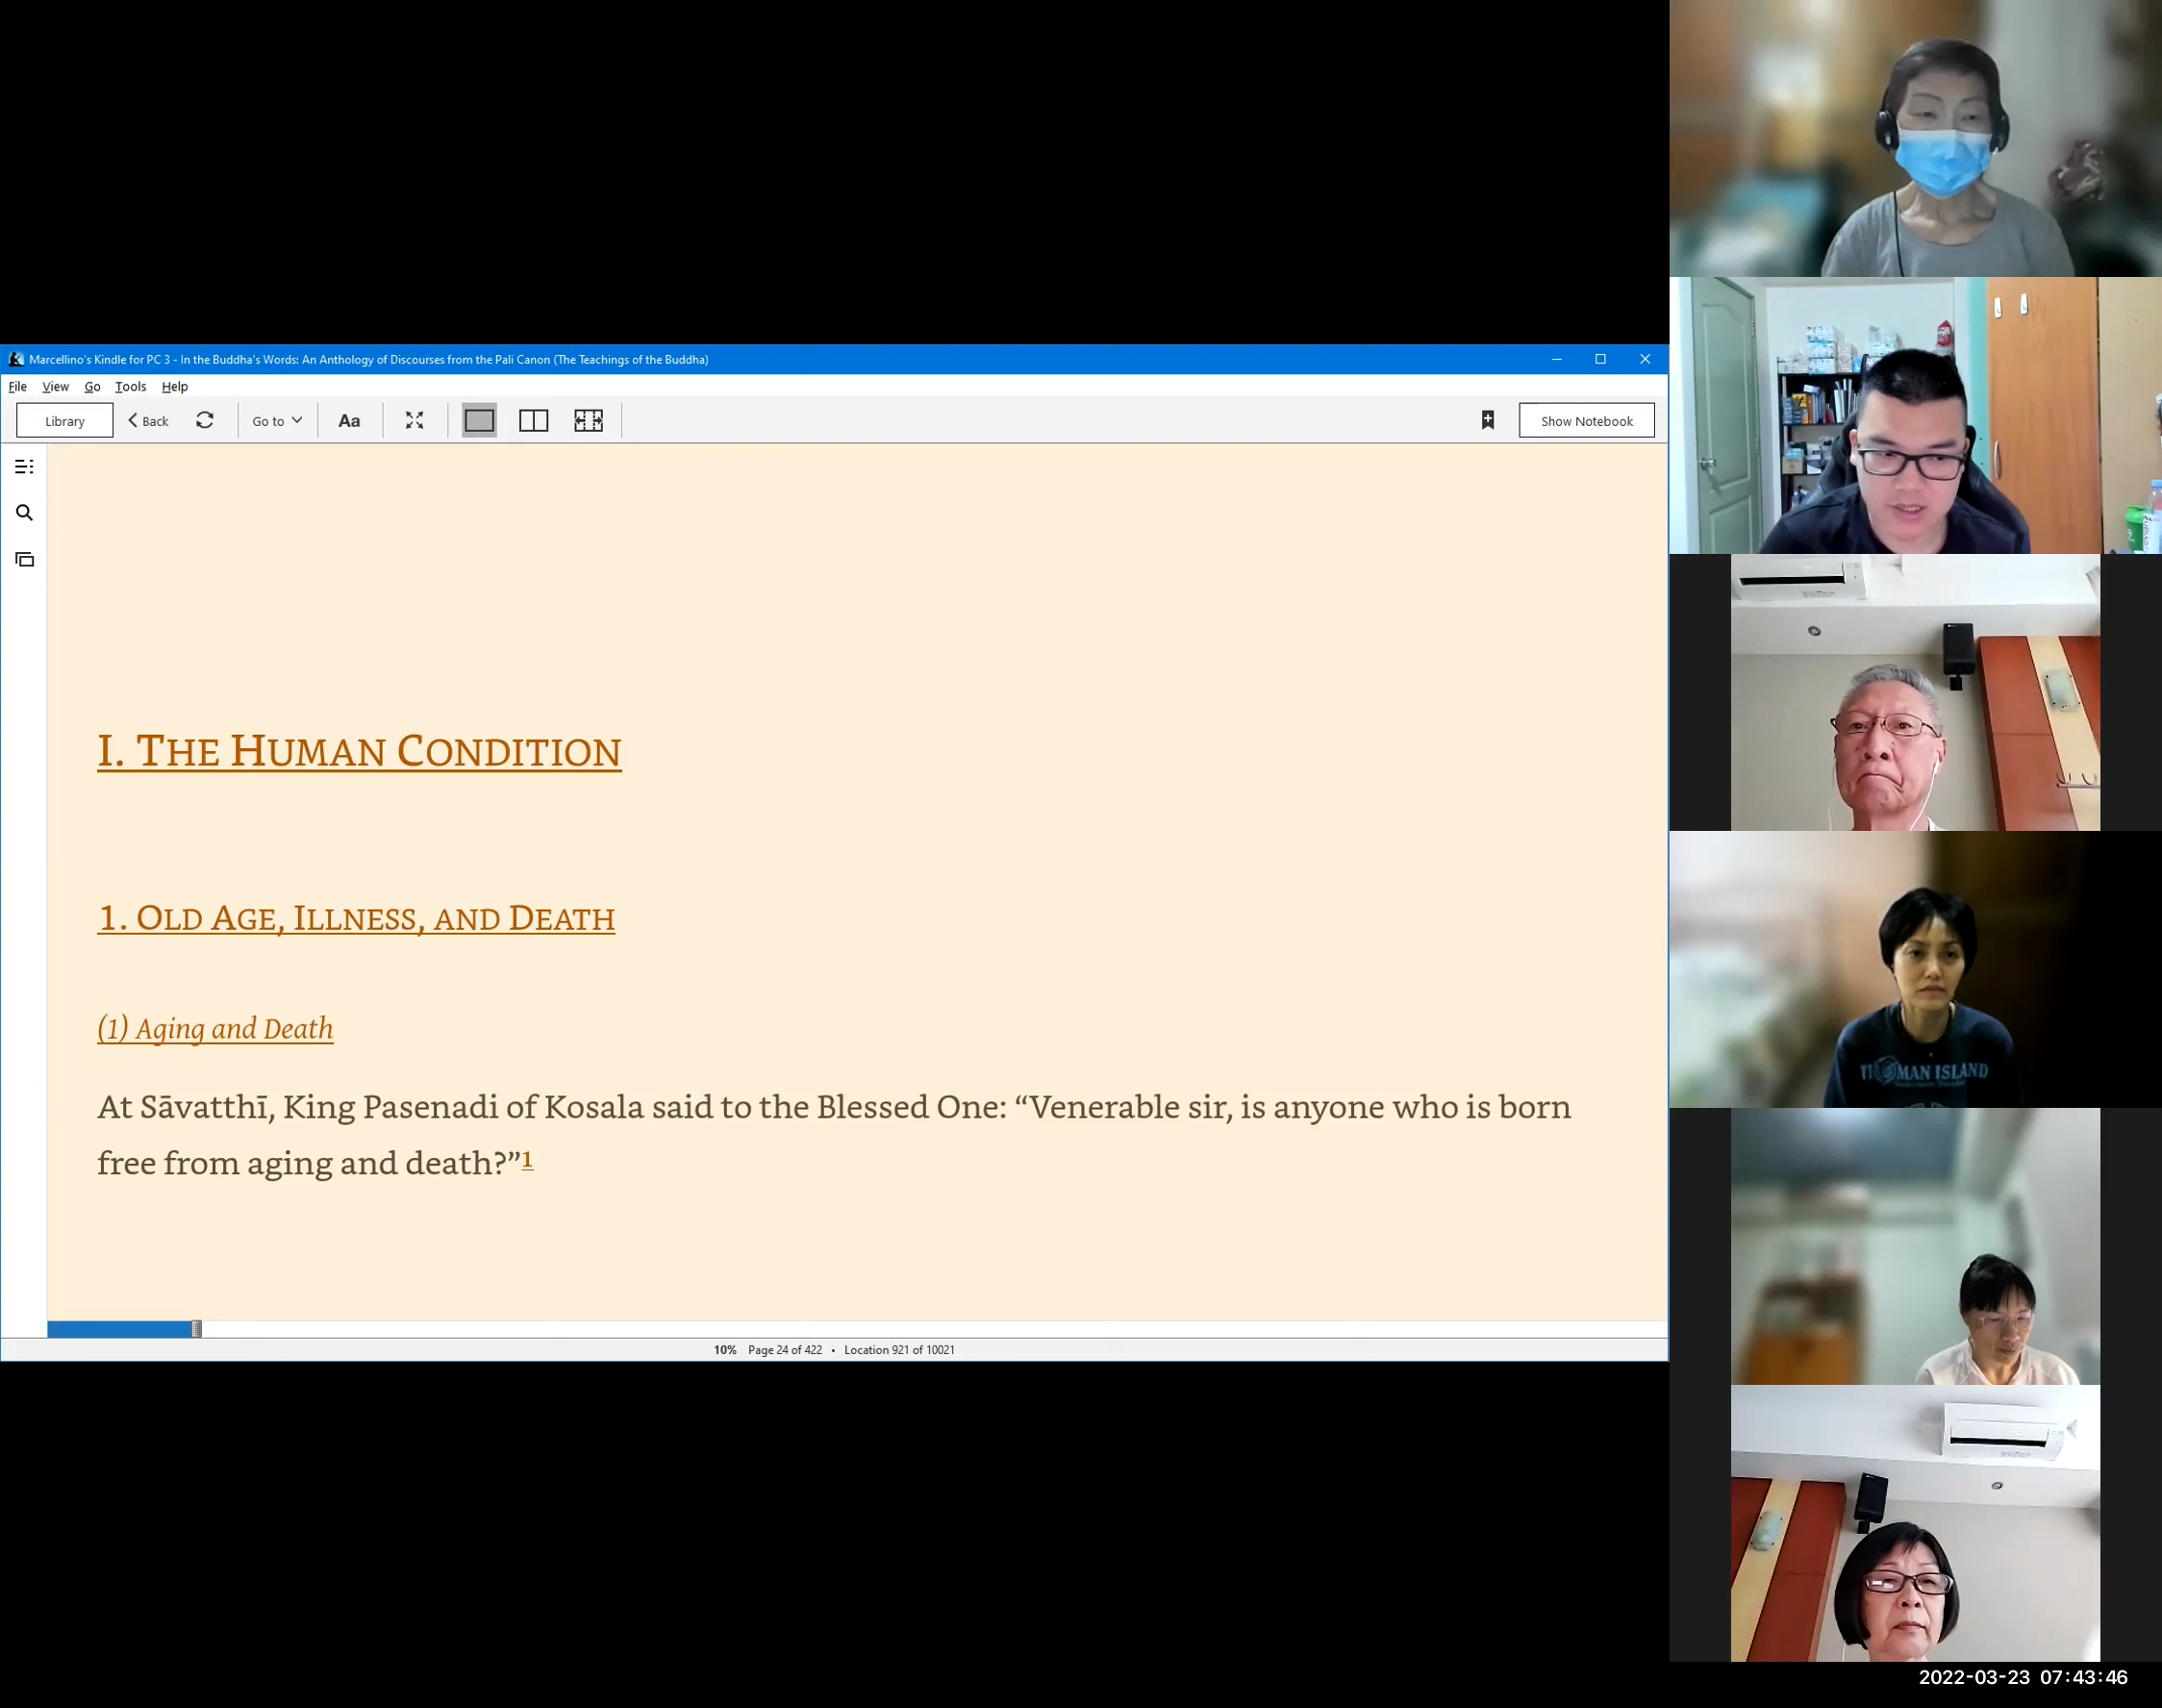 Marcellino's Kindle for PC 3 - In the Buddha's Words: An Anthology of Discourses from the Pali Canon (The Teachings of the Buddha)
File View Go Tools Help
Library Back Go to Aa Show Notebook
I. THE HUMAN CONDITION
1. OLD AGE, ILLNESS, AND DEATH
(1) Aging and Death
At Sāvatthī, King Pasenadi of Kosala said to the Blessed One: “Venerable sir, is anyone who is born
free from aging and death?”1
10% Page 24 of 422 • Location 921 of 10021
MAN ISLAND
2022-03-23 07:43:46